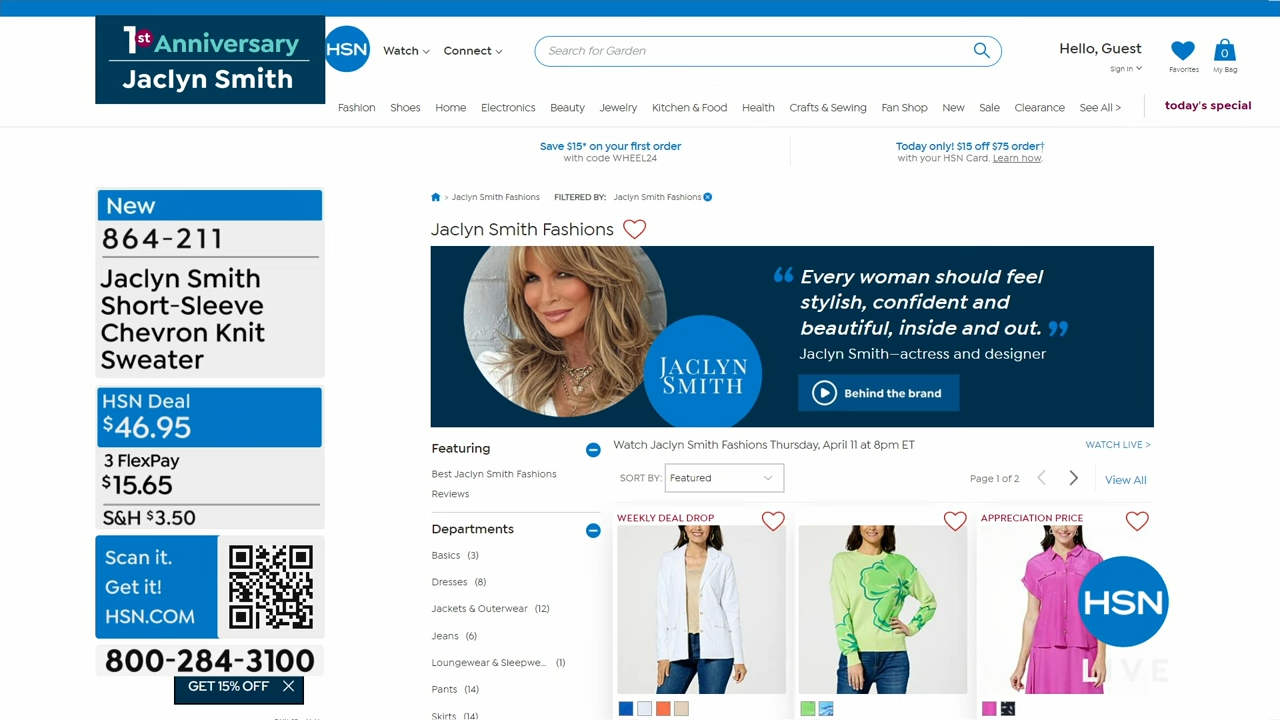 1st Anniversary
Jaclyn Smith
HSN
Watch
Connect
Search for Garden
Hello, Guest
Sign in
Favorites
0
My Bag
Fashion Shoes Home Electronics Beauty Jewelry Kitchen & Food Health Crafts & Sewing Fan Shop New Sale Clearance See All >
today's special
Save $15* on your first order
with code WHEEL24
Today only! $15 off $75 order†
with your HSN Card. Learn how.
> Jaclyn Smith Fashions FILTERED BY: Jaclyn Smith Fashions
Jaclyn Smith Fashions
New
864-211
Jaclyn Smith
Short-Sleeve
Chevron Knit
Sweater
HSN Deal
$46.95
3 FlexPay
$15.65
S&H $3.50
Scan it.
Get it!
HSN.COM
800-284-3100
GET 15% OFF
“ Every woman should feel
stylish, confident and
beautiful, inside and out. ”
Jaclyn Smith—actress and designer
JACLYN
SMITH
Behind the brand
Featuring
Best Jaclyn Smith Fashions
Reviews
Departments
Basics (3)
Dresses (8)
Jackets & Outerwear (12)
Jeans (6)
Loungewear & Sleepwe... (1)
Pants (14)
Skirts (14)
Watch Jaclyn Smith Fashions Thursday, April 11 at 8pm ET
WATCH LIVE >
SORT BY: Featured
Page 1 of 2
View All
WEEKLY DEAL DROP
APPRECIATION PRICE
HSN
LIVE